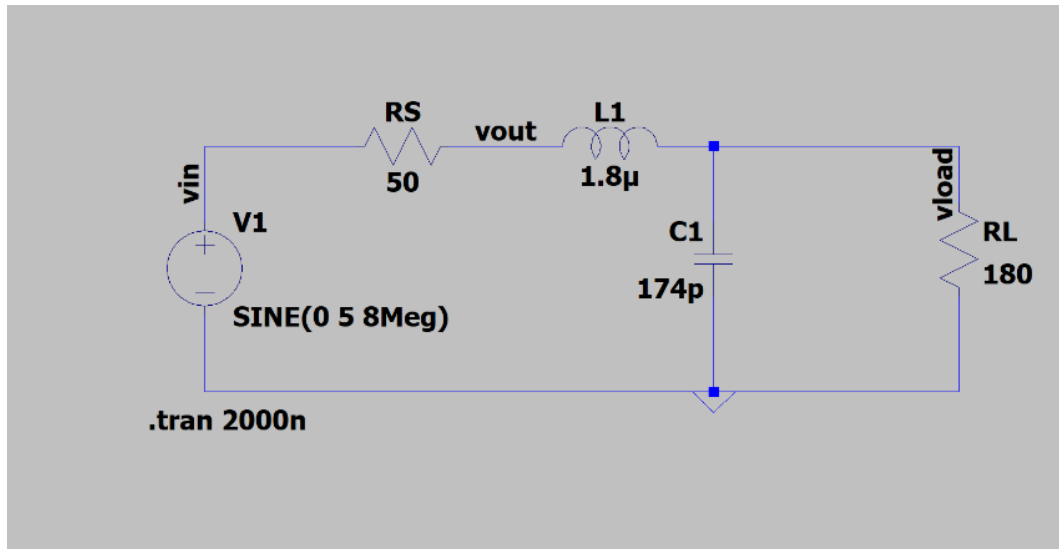 RS
50
vout
L1
1.8µ
vin
V1
SINE(0 5 8Meg)
C1
174p
vload
RL
180
.tran 2000n